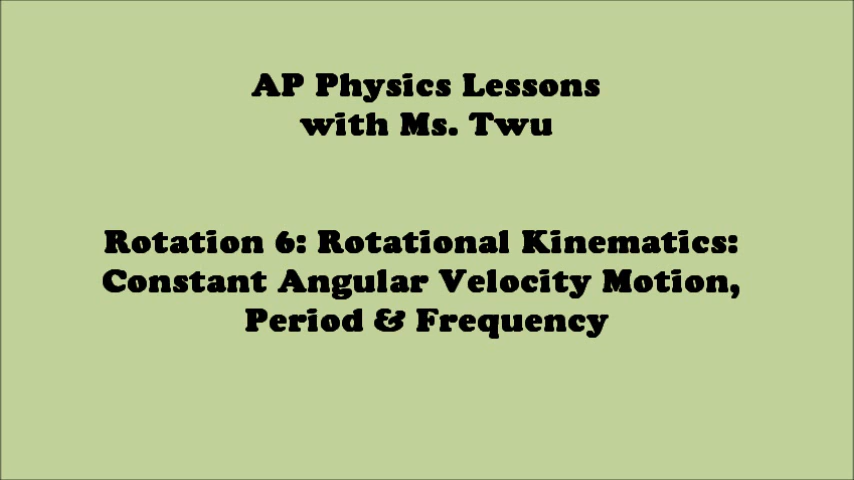 AP Physics Lessons
with Ms. Twu
Rotation 6: Rotational Kinematics:
Constant Angular Velocity Motion,
Period & Frequency